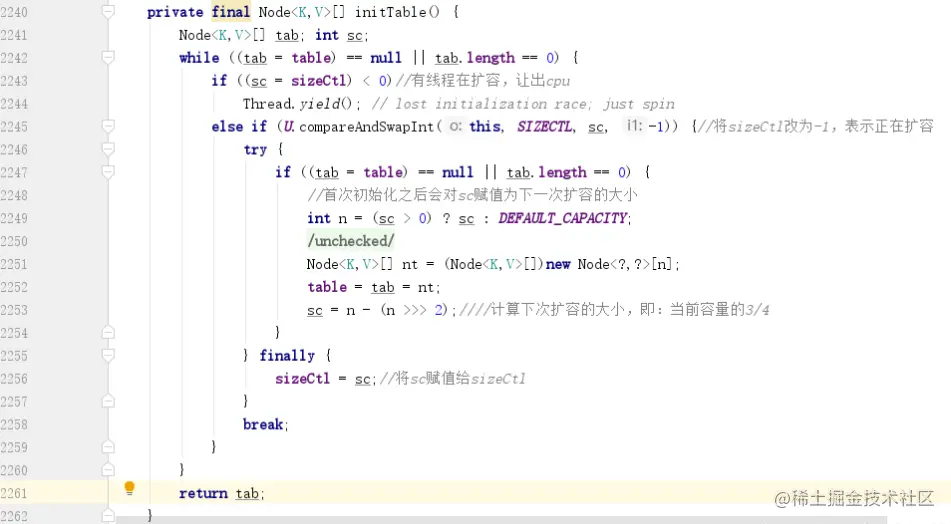 2240 private final Node<K,V>[] initTable() {
2241 Node<K,V>[] tab; int sc;
2242 while ((tab = table) == null || tab.length == 0) {
2243 if ((sc = sizeCtl) < 0)//有线程在扩容，让出cpu
2244 Thread.yield(); // lost initialization race; just spin
2245 else if (U.compareAndSwapInt( o: this, SIZECTL, sc, i1: -1)) {//将sizeCtl改为-1，表示正在扩容
2246 try {
2247 if ((tab = table) == null || tab.length == 0) {
2248 //首次初始化之后会对sc赋值为下一次扩容的大小
2249 int n = (sc > 0) ? sc : DEFAULT_CAPACITY;
2250 /unchecked/
2251 Node<K,V>[] nt = (Node<K,V>[])new Node<?,?>[n];
2252 table = tab = nt;
2253 sc = n - (n >>> 2);////计算下次扩容的大小，即：当前容量的3/4
2254 }
2255 } finally {
2256 sizeCtl = sc;//将sc赋值给sizeCtl
2257 }
2258 break;
2259 }
2260 }
2261 return tab;
2262 }
@稀土掘金技术社区